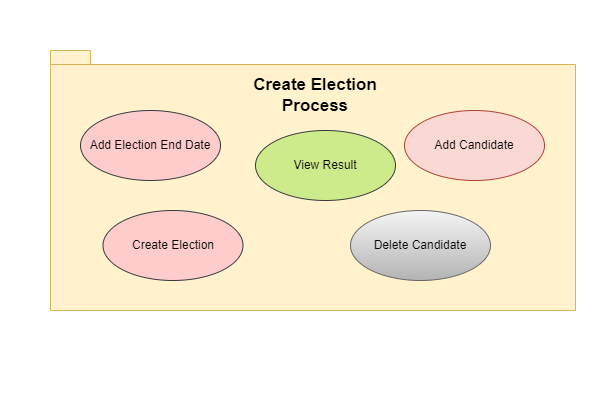 Create Election
Process
Add Election End Date
View Result
Add Candidate
Create Election
Delete Candidate